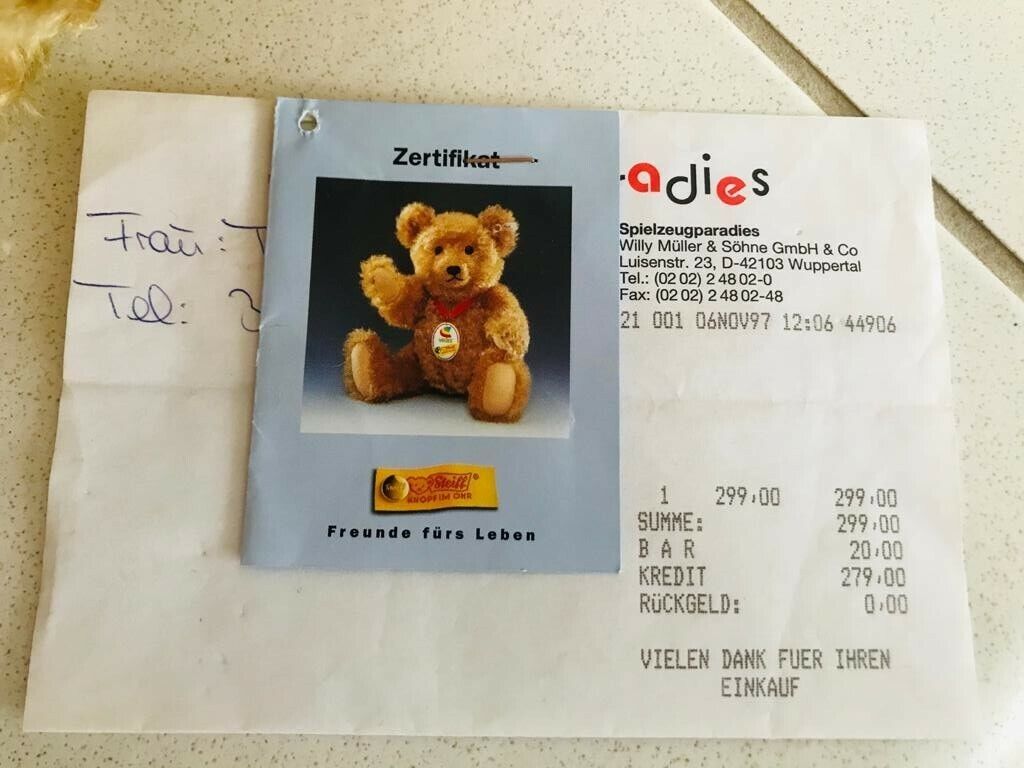 Zertifikat
adies
Spielzeugparadies
Willy Müller & Söhne GmbH & Co
Luisenstr. 23, D-42103 Wuppertal
Tel.: (02 02) 2 48 02-0
Fax: (02 02) 2 48 02-48
21 001 06NOV97 12:06 44906
Frau: T
Tel: 3
Steiff
KNOPF IM OHR
Freunde fürs Leben
1 299,00 299,00
SUMME: 299,00
BAR 20,00
KREDIT 279,00
RÜCKGELD: 0,00
VIELEN DANK FUER IHREN
EINKAUF